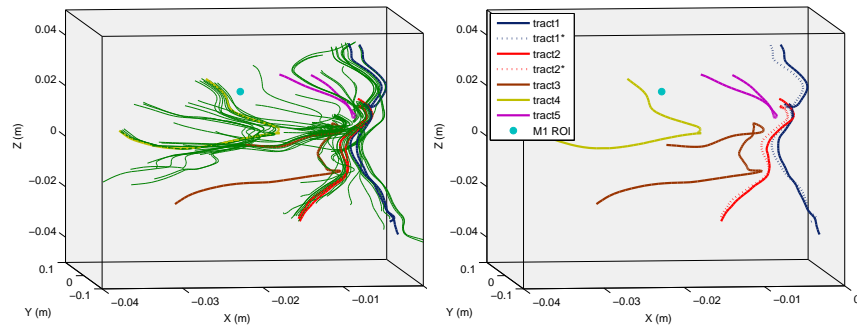 0.04
0.02
0
−0.02
−0.04
Z (m)
0.1
0
−0.1
Y (m)
−0.04
−0.03
−0.02
−0.01
X (m)
0.04
0.02
0
−0.02
−0.04
Z (m)
0.1
0
−0.1
Y (m)
−0.04
−0.03
−0.02
−0.01
0
X (m)
tract1
tract1*
tract2
tract2*
tract3
tract4
tract5
M1 ROI